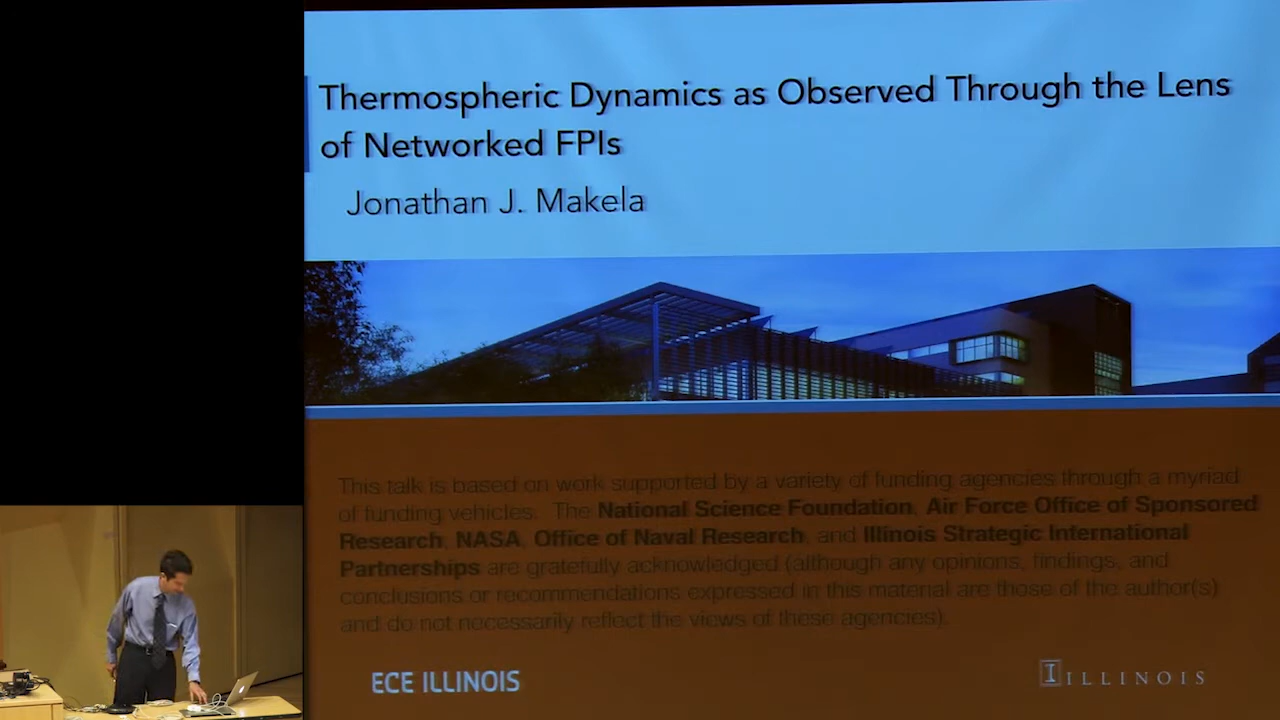 Thermospheric Dynamics as Observed Through the Lens
of Networked FPIs
Jonathan J. Makela
This talk is based on work supported by a variety of funding agencies through a myriad
of funding vehicles. The National Science Foundation, Air Force Office of Sponsored
Research, NASA, Office of Naval Research, and Illinois Strategic International
Partnerships are gratefully acknowledged (although any opinions, findings, and
conclusions or recommendations expressed in this material are those of the author(s)
and do not necessarily reflect the views of these agencies).
ECE ILLINOIS
I ILLINOIS